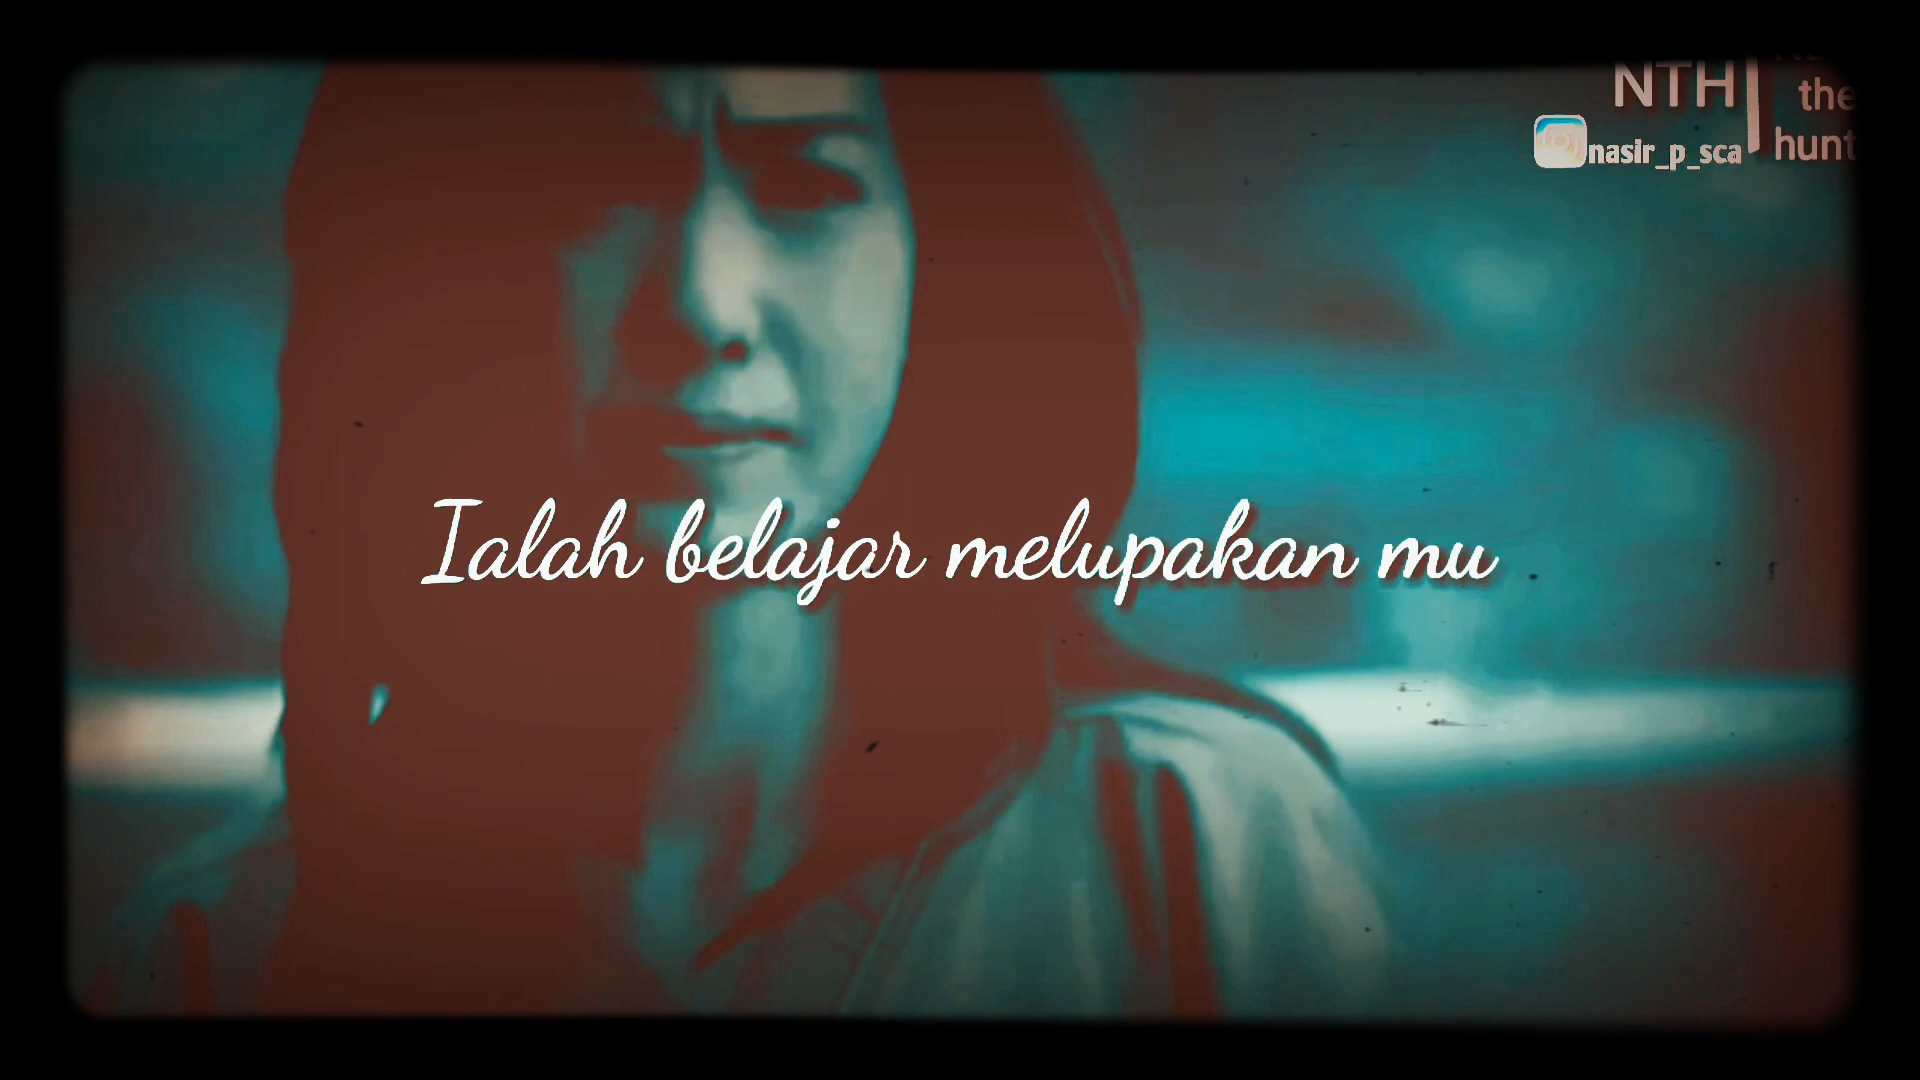 NTH
the
hunt
nasir_p_sca
Ialah belajar melupakan mu